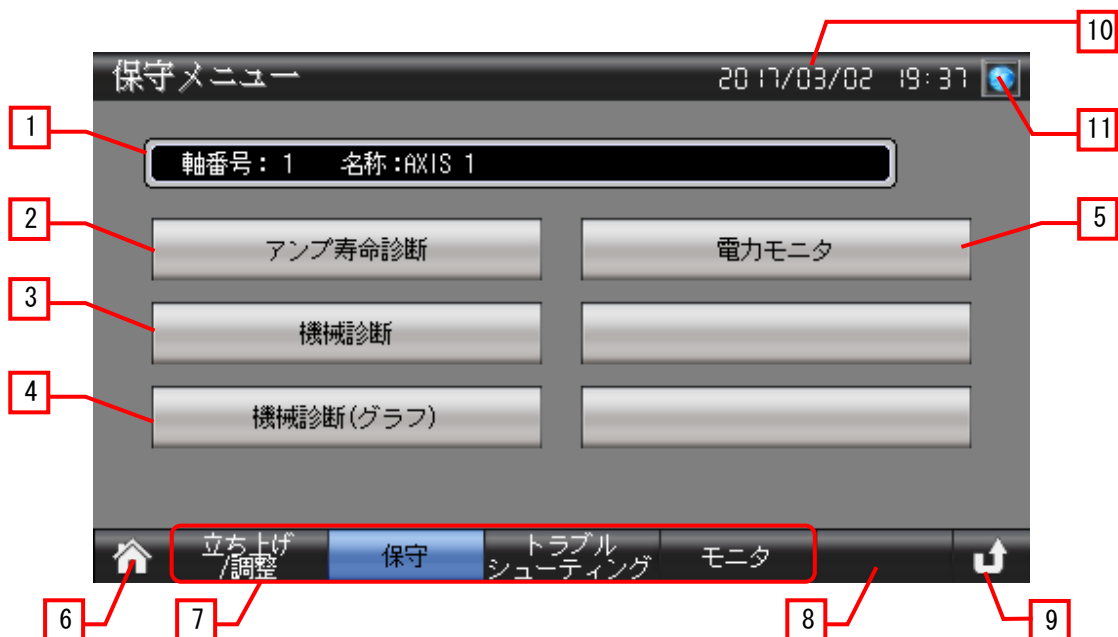 10
保守メニュー 2017/03/02 19:37
11
1
軸番号: 1 名称:AXIS 1
2
アンプ寿命診断
電力モニタ
5
3
機械診断
4
機械診断(グラフ)
立ち上げ
/調整
保守
トラブル
シューティング
モニタ
6
7
8
9